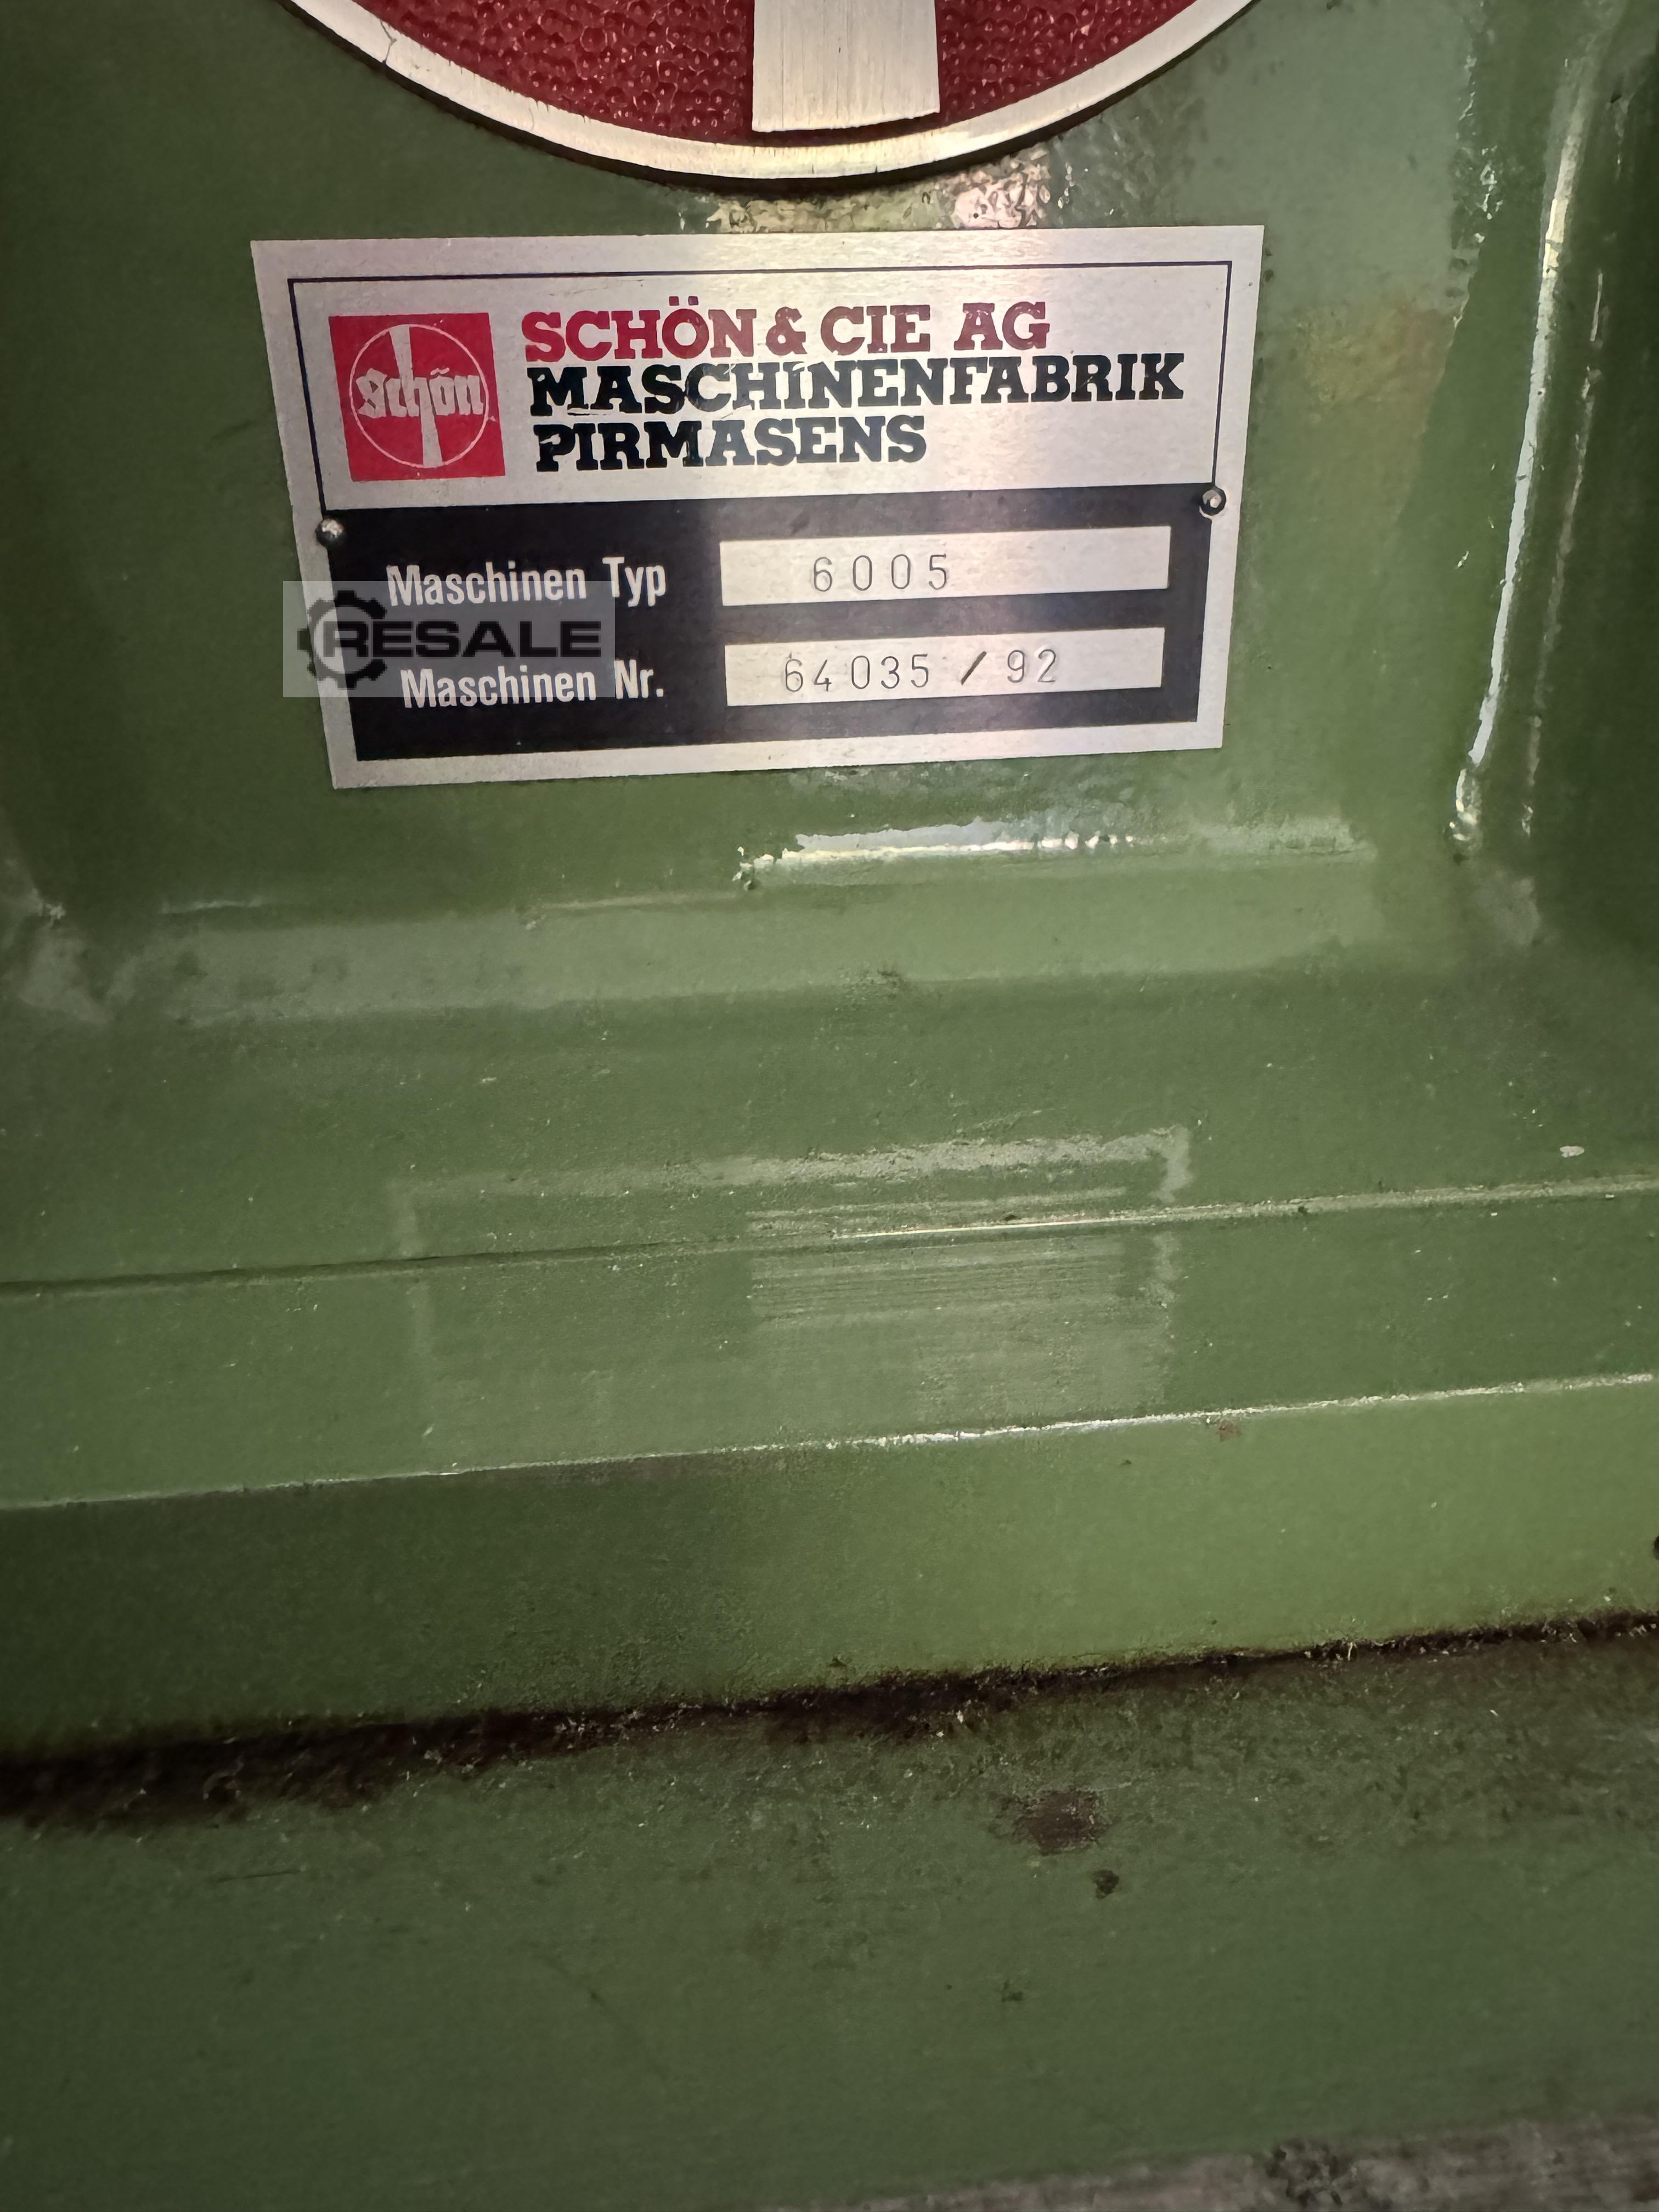 Schön
SCHÖN & CIE AG
MASCHINENFABRIK
PIRMASENS
Maschinen Typ 6005
RESALE
Maschinen Nr. 64035 / 92